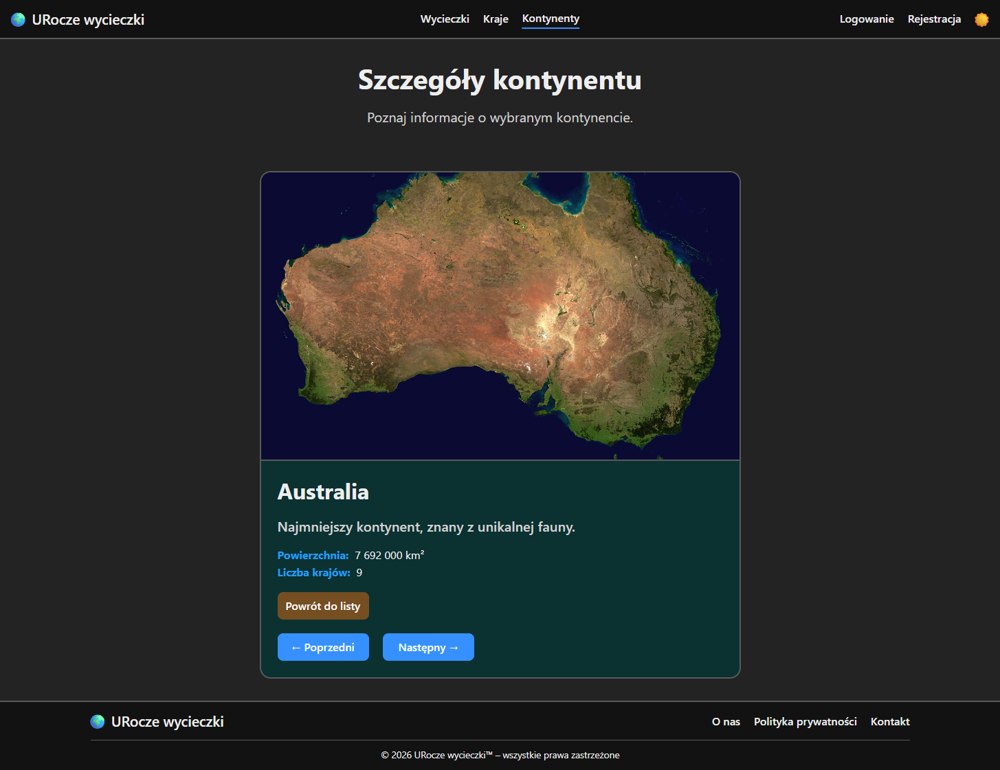 URocze wycieczki
Wycieczki Kraje Kontynenty
Logowanie Rejestracja
Szczegóły kontynentu
Poznaj informacje o wybranym kontynencie.
Australia
Najmniejszy kontynent, znany z unikalnej fauny.
Powierzchnia: 7 692 000 km²
Liczba krajów: 9
Powrót do listy
← Poprzedni Następny →
URocze wycieczki
O nas Polityka prywatności Kontakt
© 2026 URocze wycieczki™ – wszystkie prawa zastrzeżone